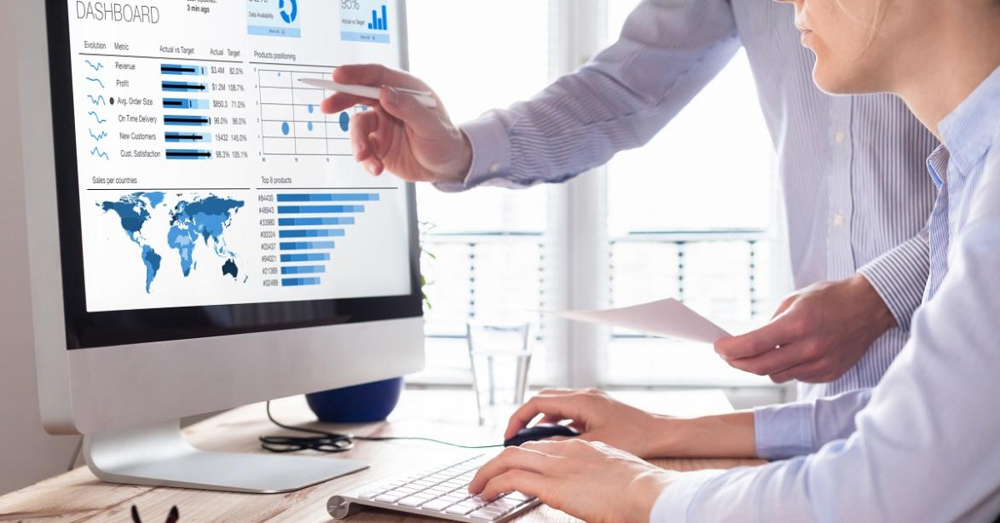 DASHBOARD
3 min ago
Data Availability
Actual vs Target
Evolution Metric Actual vs Target Actual Target
Revenue $3.4M 82.0%
Profit $1.2M 108.7%
Avg. Order Size $850.3 71.0%
On Time Delivery 96.0% 98.0%
New Customers 15432 145.0%
Cust. Satisfaction 98.3% 105.1%
Products positioning
Sales per countries
Top 8 products
#84430
#48943
#33980
#00324
#03437
#94021
#21389
#02489